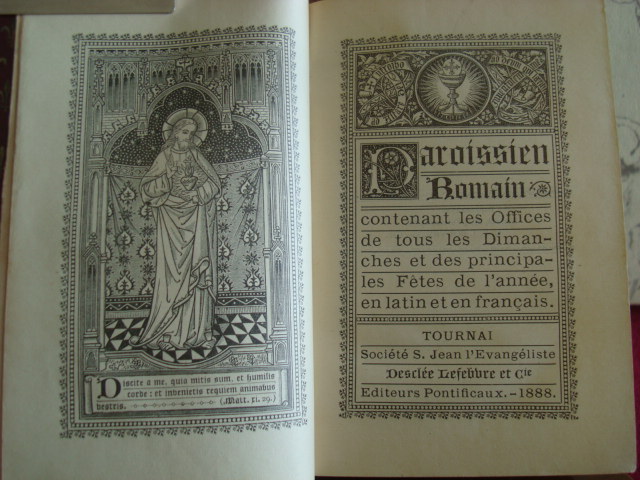 Discite a me, quia mitis sum, et humilis
corde : et invenietis requiem animabus
vestris. (Matt. 11. 29.)
Paroissien
Romain
contenant les Offices
de tous les Diman-
ches et des principa-
les Fêtes de l'année,
en latin et en français.
TOURNAI
Société S. Jean l'Evangéliste
Desclée Lefebvre et Cie
Editeurs Pontificaux. - 1888.